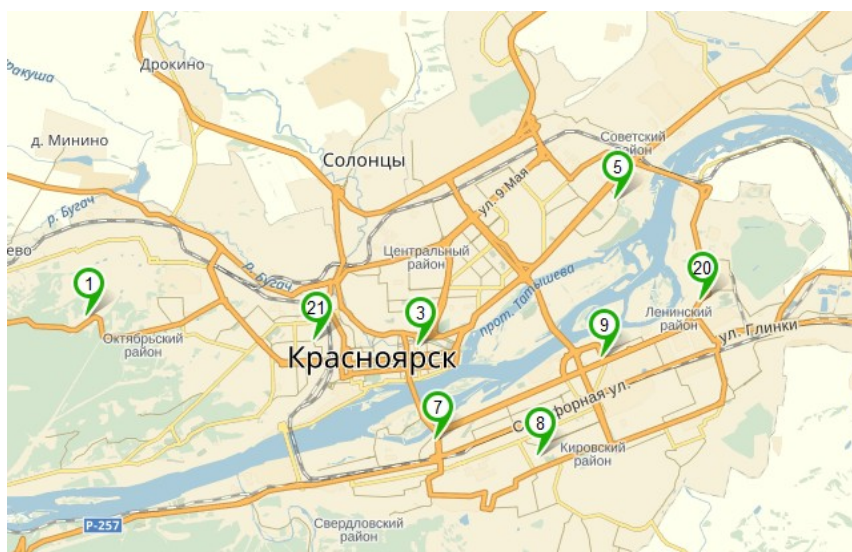 Ракуша
Дрокино
д. Минино
Солонцы
Советский
район
5
ул. 9 Мая
р. Бугач
Центральный
район
прот. Татышева
р. Бугач
1
21
3
20
Октябрьский
район
Ленинский
район
9
ул. Глинки
Красноярск
7
8
Кировский
район
Р-257
Свердловский
район